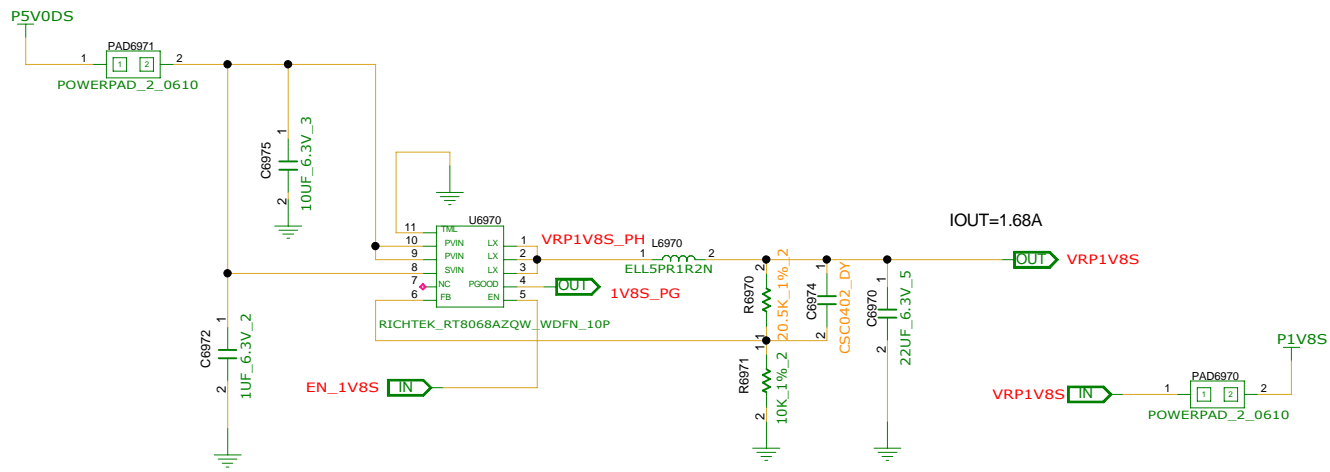 P5V0DS
PAD6971
1 1 2 2
POWERPAD_2_0610
C6975
1
2
10UF_6.3V_3
U6970
11 TML
10 PVIN LX 1
9 PVIN LX 2
8 SVIN LX 3
7 NC PGOOD 4
6 FB EN 5
RICHTEK_RT8068AZQW_WDFN_10P
VRP1V8S_PH
L6970
1 2
ELL5PR1R2N
OUT
1V8S_PG
IOUT=1.68A
OUT VRP1V8S
R6970
2
1
20.5K_1%_2
C6974
1
2
CSC0402_DY
C6970
1
2
22UF_6.3V_5
R6971
1
2
10K_1%_2
C6972
1
2
1UF_6.3V_2
EN_1V8S IN
P1V8S
PAD6970
VRP1V8S IN 1 1 2 2
POWERPAD_2_0610